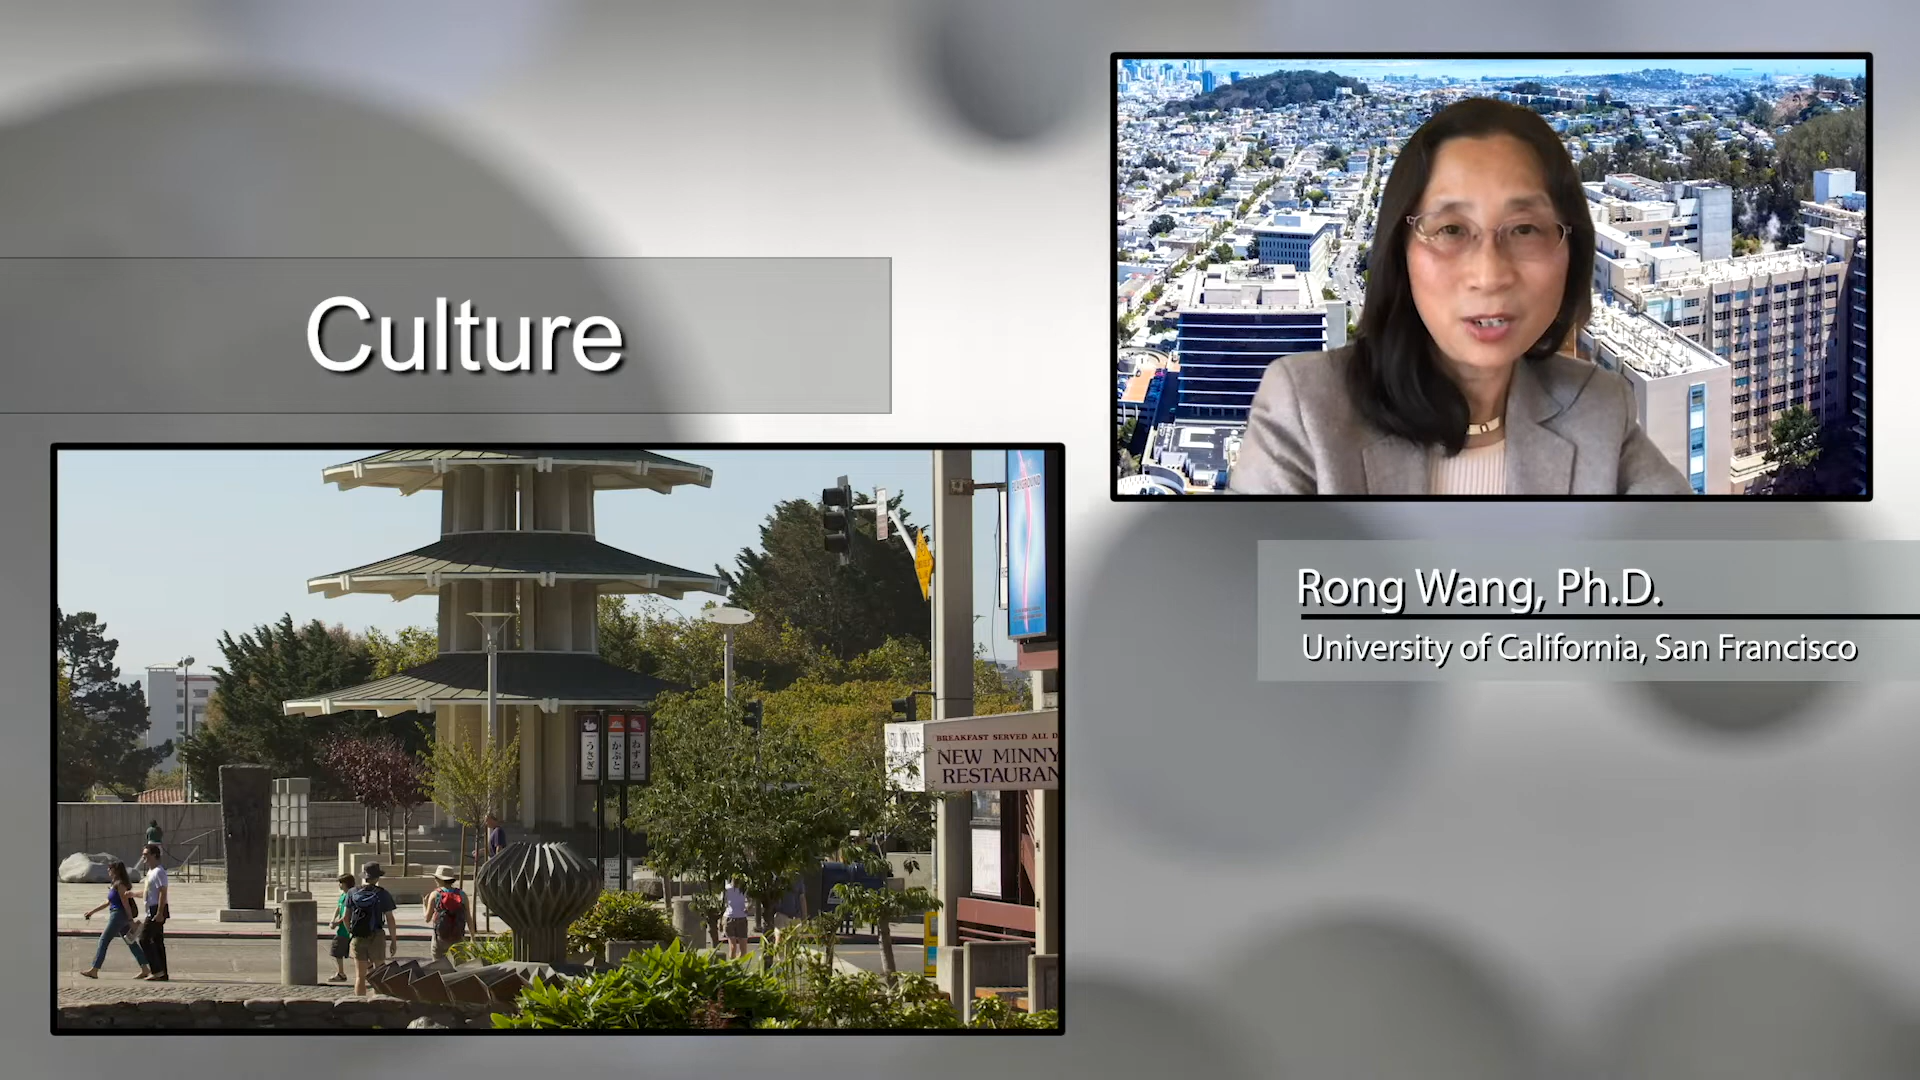 Culture
Rong Wang, Ph.D.
University of California, San Francisco
PLAYGROUND
うさぎ
かぶと
ねずみ
BREAKFAST SERVED ALL D
NEW MINNY
RESTAURAN